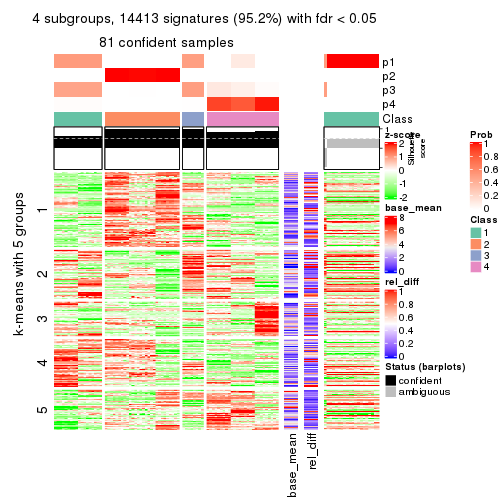 4 subgroups, 14413 signatures (95.2%) with fdr < 0.05
81 confident samples
p1
p2
p3
p4
Class
1
Silhouette score
k-means with 5 groups
1
2
3
4
5
base_mean
rel_diff
z-score
2
1
0
-1
-2
base_mean
8
6
4
2
0
rel_diff
1
0.8
0.6
0.4
0.2
0
Status (barplots)
confident
ambiguous
Prob
1
0.8
0.6
0.4
0.2
0
Class
1
2
3
4